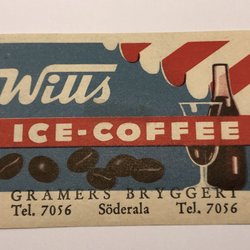 Wills
ICE-COFFEE
GRAMERS BRYGGERI
Tel. 7056 Söderala Tel. 7056